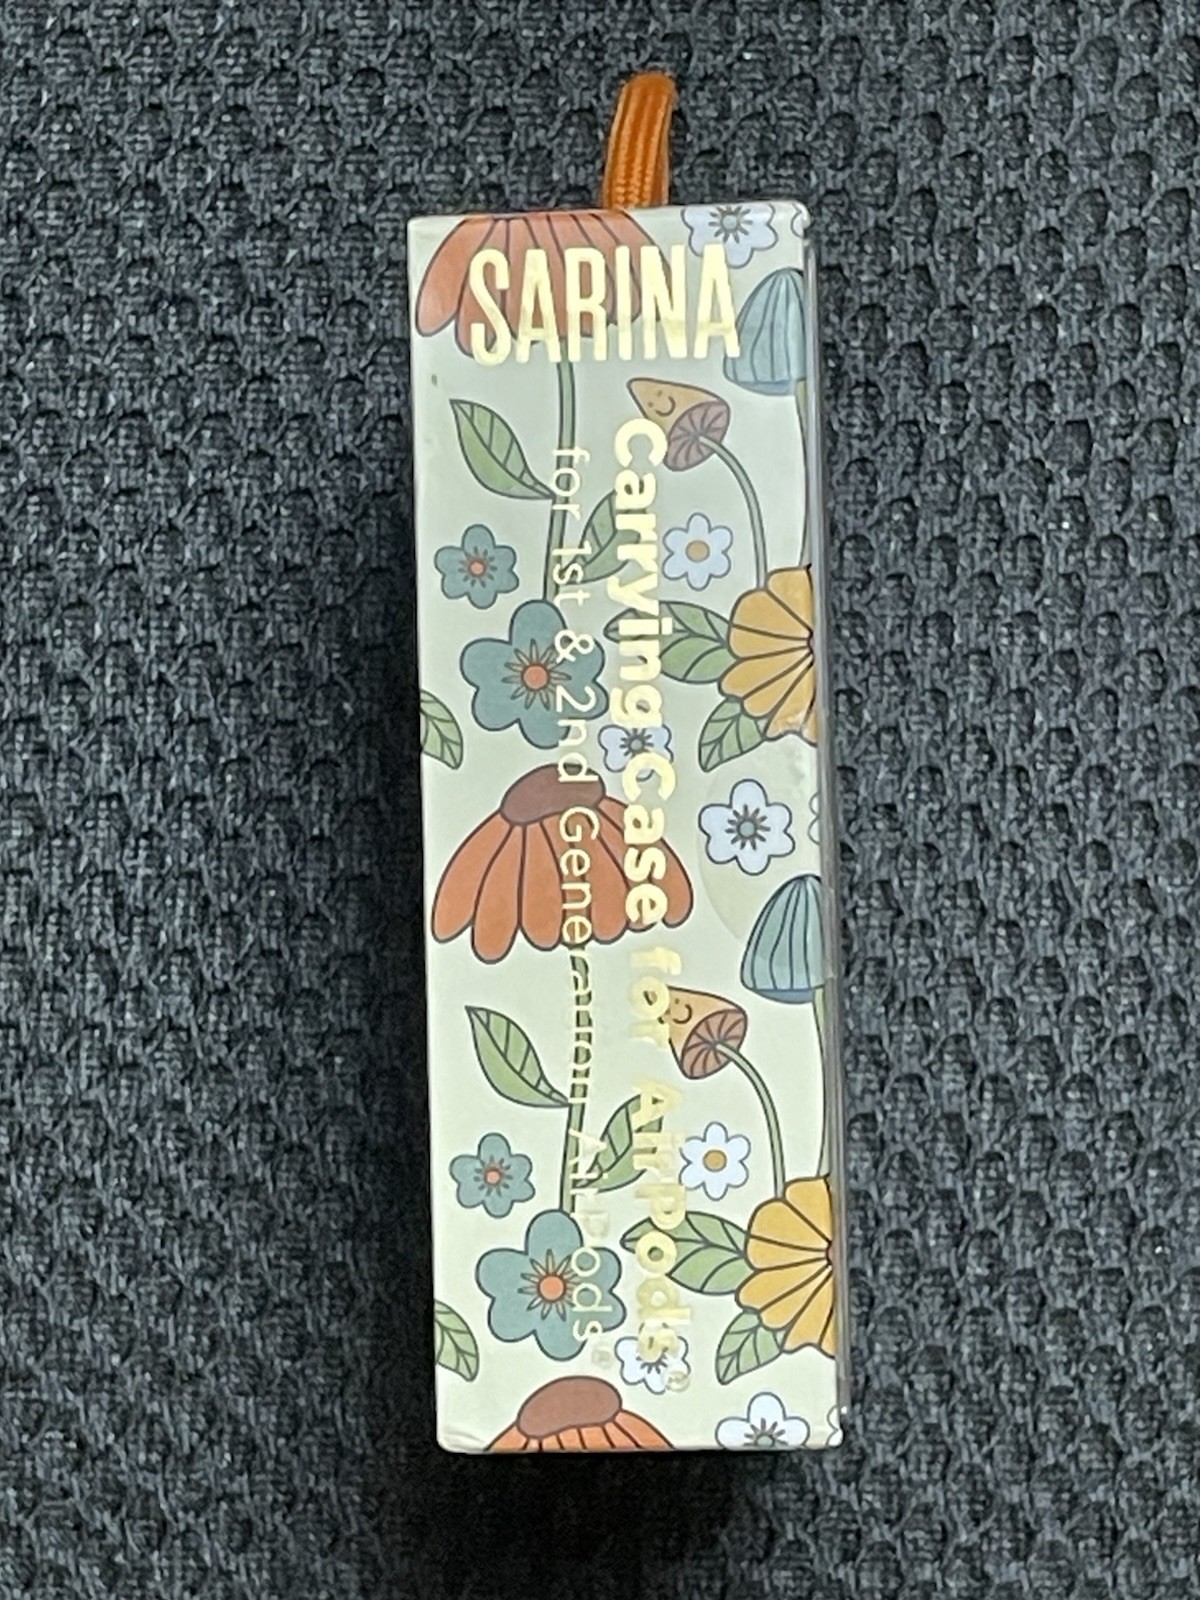 SARINA
carrying case for AirPods®
for 1st & 2nd Generation AirPods®